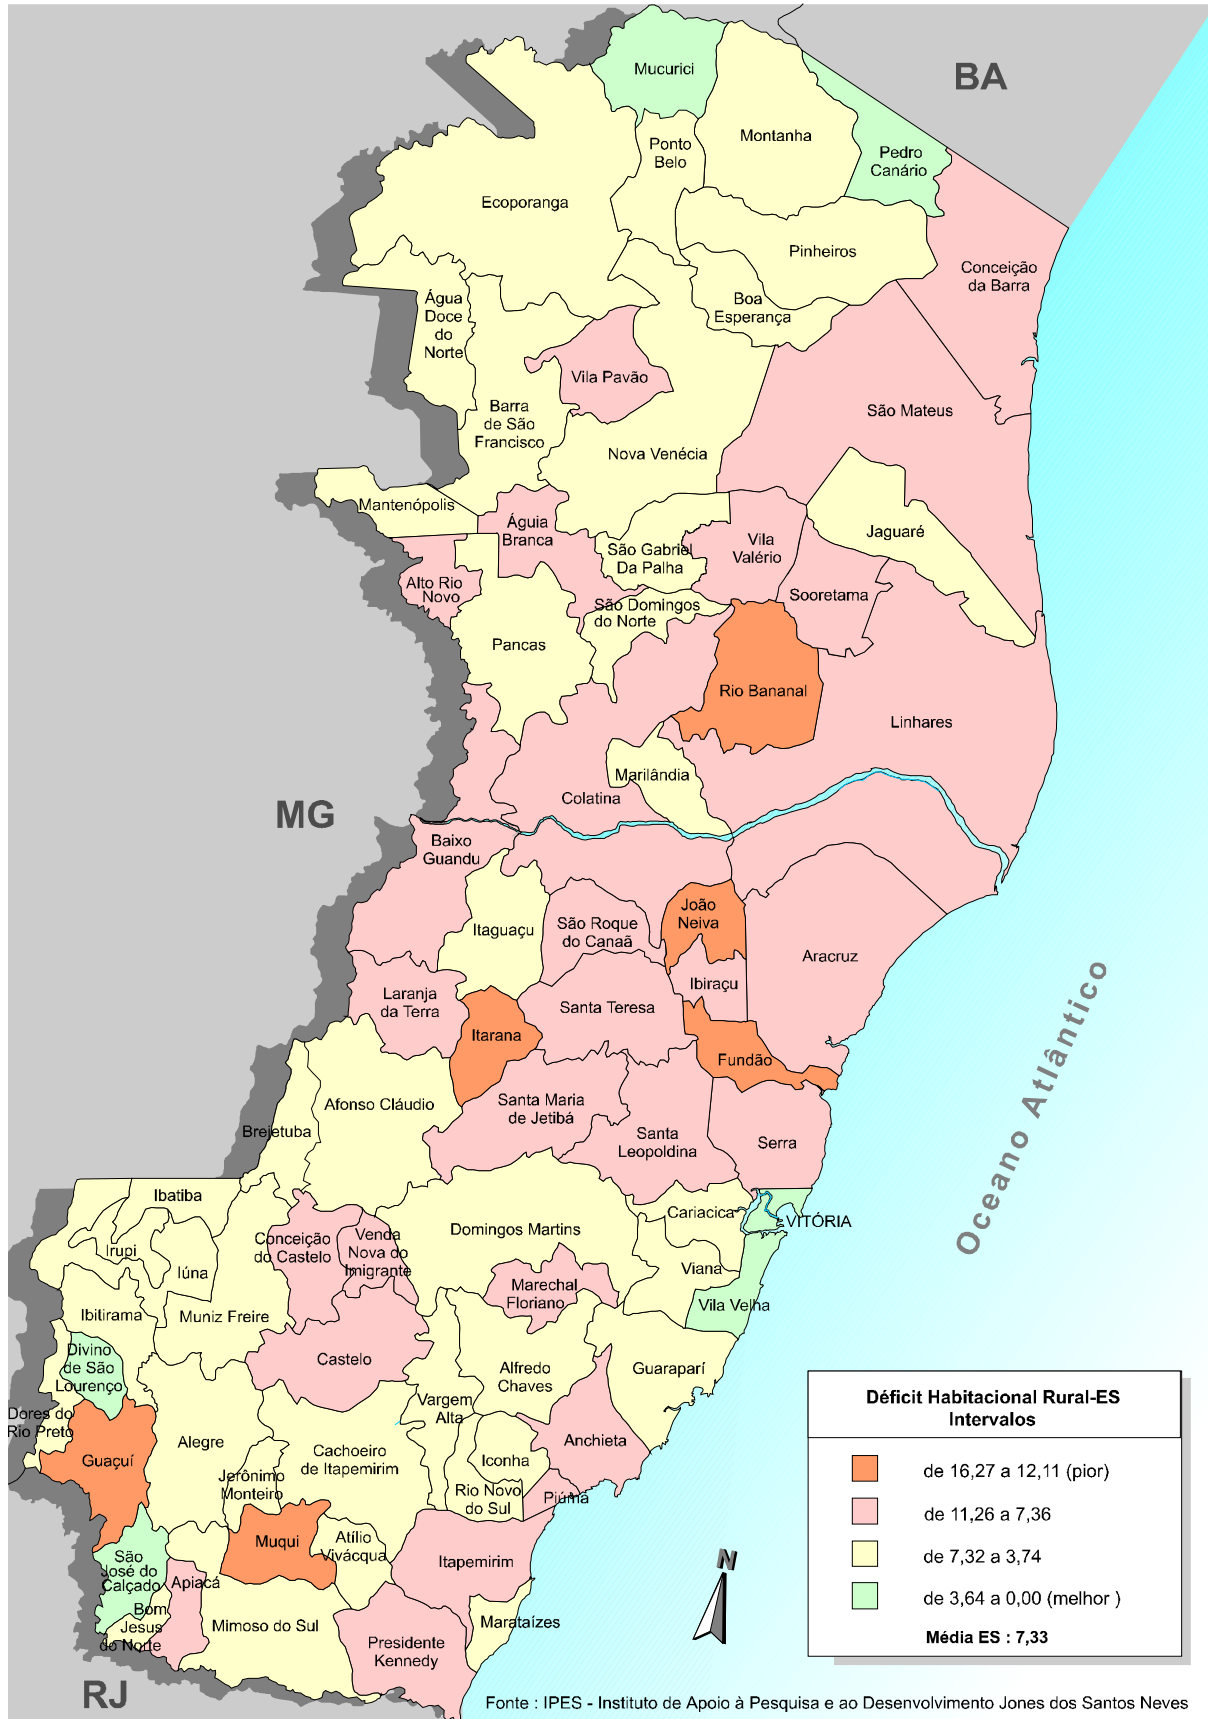 BA
Mucurici
Montanha
Ponto
Belo
Pedro
Canário
Ecoporanga
Pinheiros
Conceição
da Barra
Água
Doce
do
Norte
Boa
Esperança
Vila Pavão
Barra
de São
Francisco
São Mateus
Nova Venécia
Mantenópolis
Águia
Branca
Jaguaré
São Gabriel
Da Palha
Vila
Valério
Alto Rio
Novo
Sooretama
São Domingos
do Norte
Pancas
Rio Bananal
Linhares
Marilândia
Colatina
MG
Baixo
Guandu
João
Neiva
Itaguaçu
São Roque
do Canaã
Aracruz
Ibiraçu
Laranja
da Terra
Santa Teresa
Itarana
Fundão
Oceano Atlântico
Afonso Cláudio
Santa Maria
de Jetibá
Brejetuba
Santa
Leopoldina
Serra
Ibatiba
Cariacica
VITÓRIA
Domingos Martins
Conceição
do Castelo
Venda
Nova do
Imigrante
Irupi
Iúna
Viana
Marechal
Floriano
Vila Velha
Ibitirama
Muniz Freire
Divino
de São
Lourenço
Castelo
Alfredo
Chaves
Guaraparí
Vargem
Alta
Dores do
Rio Preto
Guaçuí
Alegre
Cachoeiro
de Itapemirim
Iconha
Anchieta
Jerônimo
Monteiro
Rio Novo
do Sul
Piúma
Muqui
Atílio
Vivácqua
Itapemirim
São
José do
Calçado
Apiacá
Bom
Jesus
do Norte
Mimoso do Sul
Marataízes
Presidente
Kennedy
RJ
N
Déficit Habitacional Rural-ES
Intervalos
de 16,27 a 12,11 (pior)
de 11,26 a 7,36
de 7,32 a 3,74
de 3,64 a 0,00 (melhor )
Média ES : 7,33
Fonte : IPES - Instituto de Apoio à Pesquisa e ao Desenvolvimento Jones dos Santos Neves